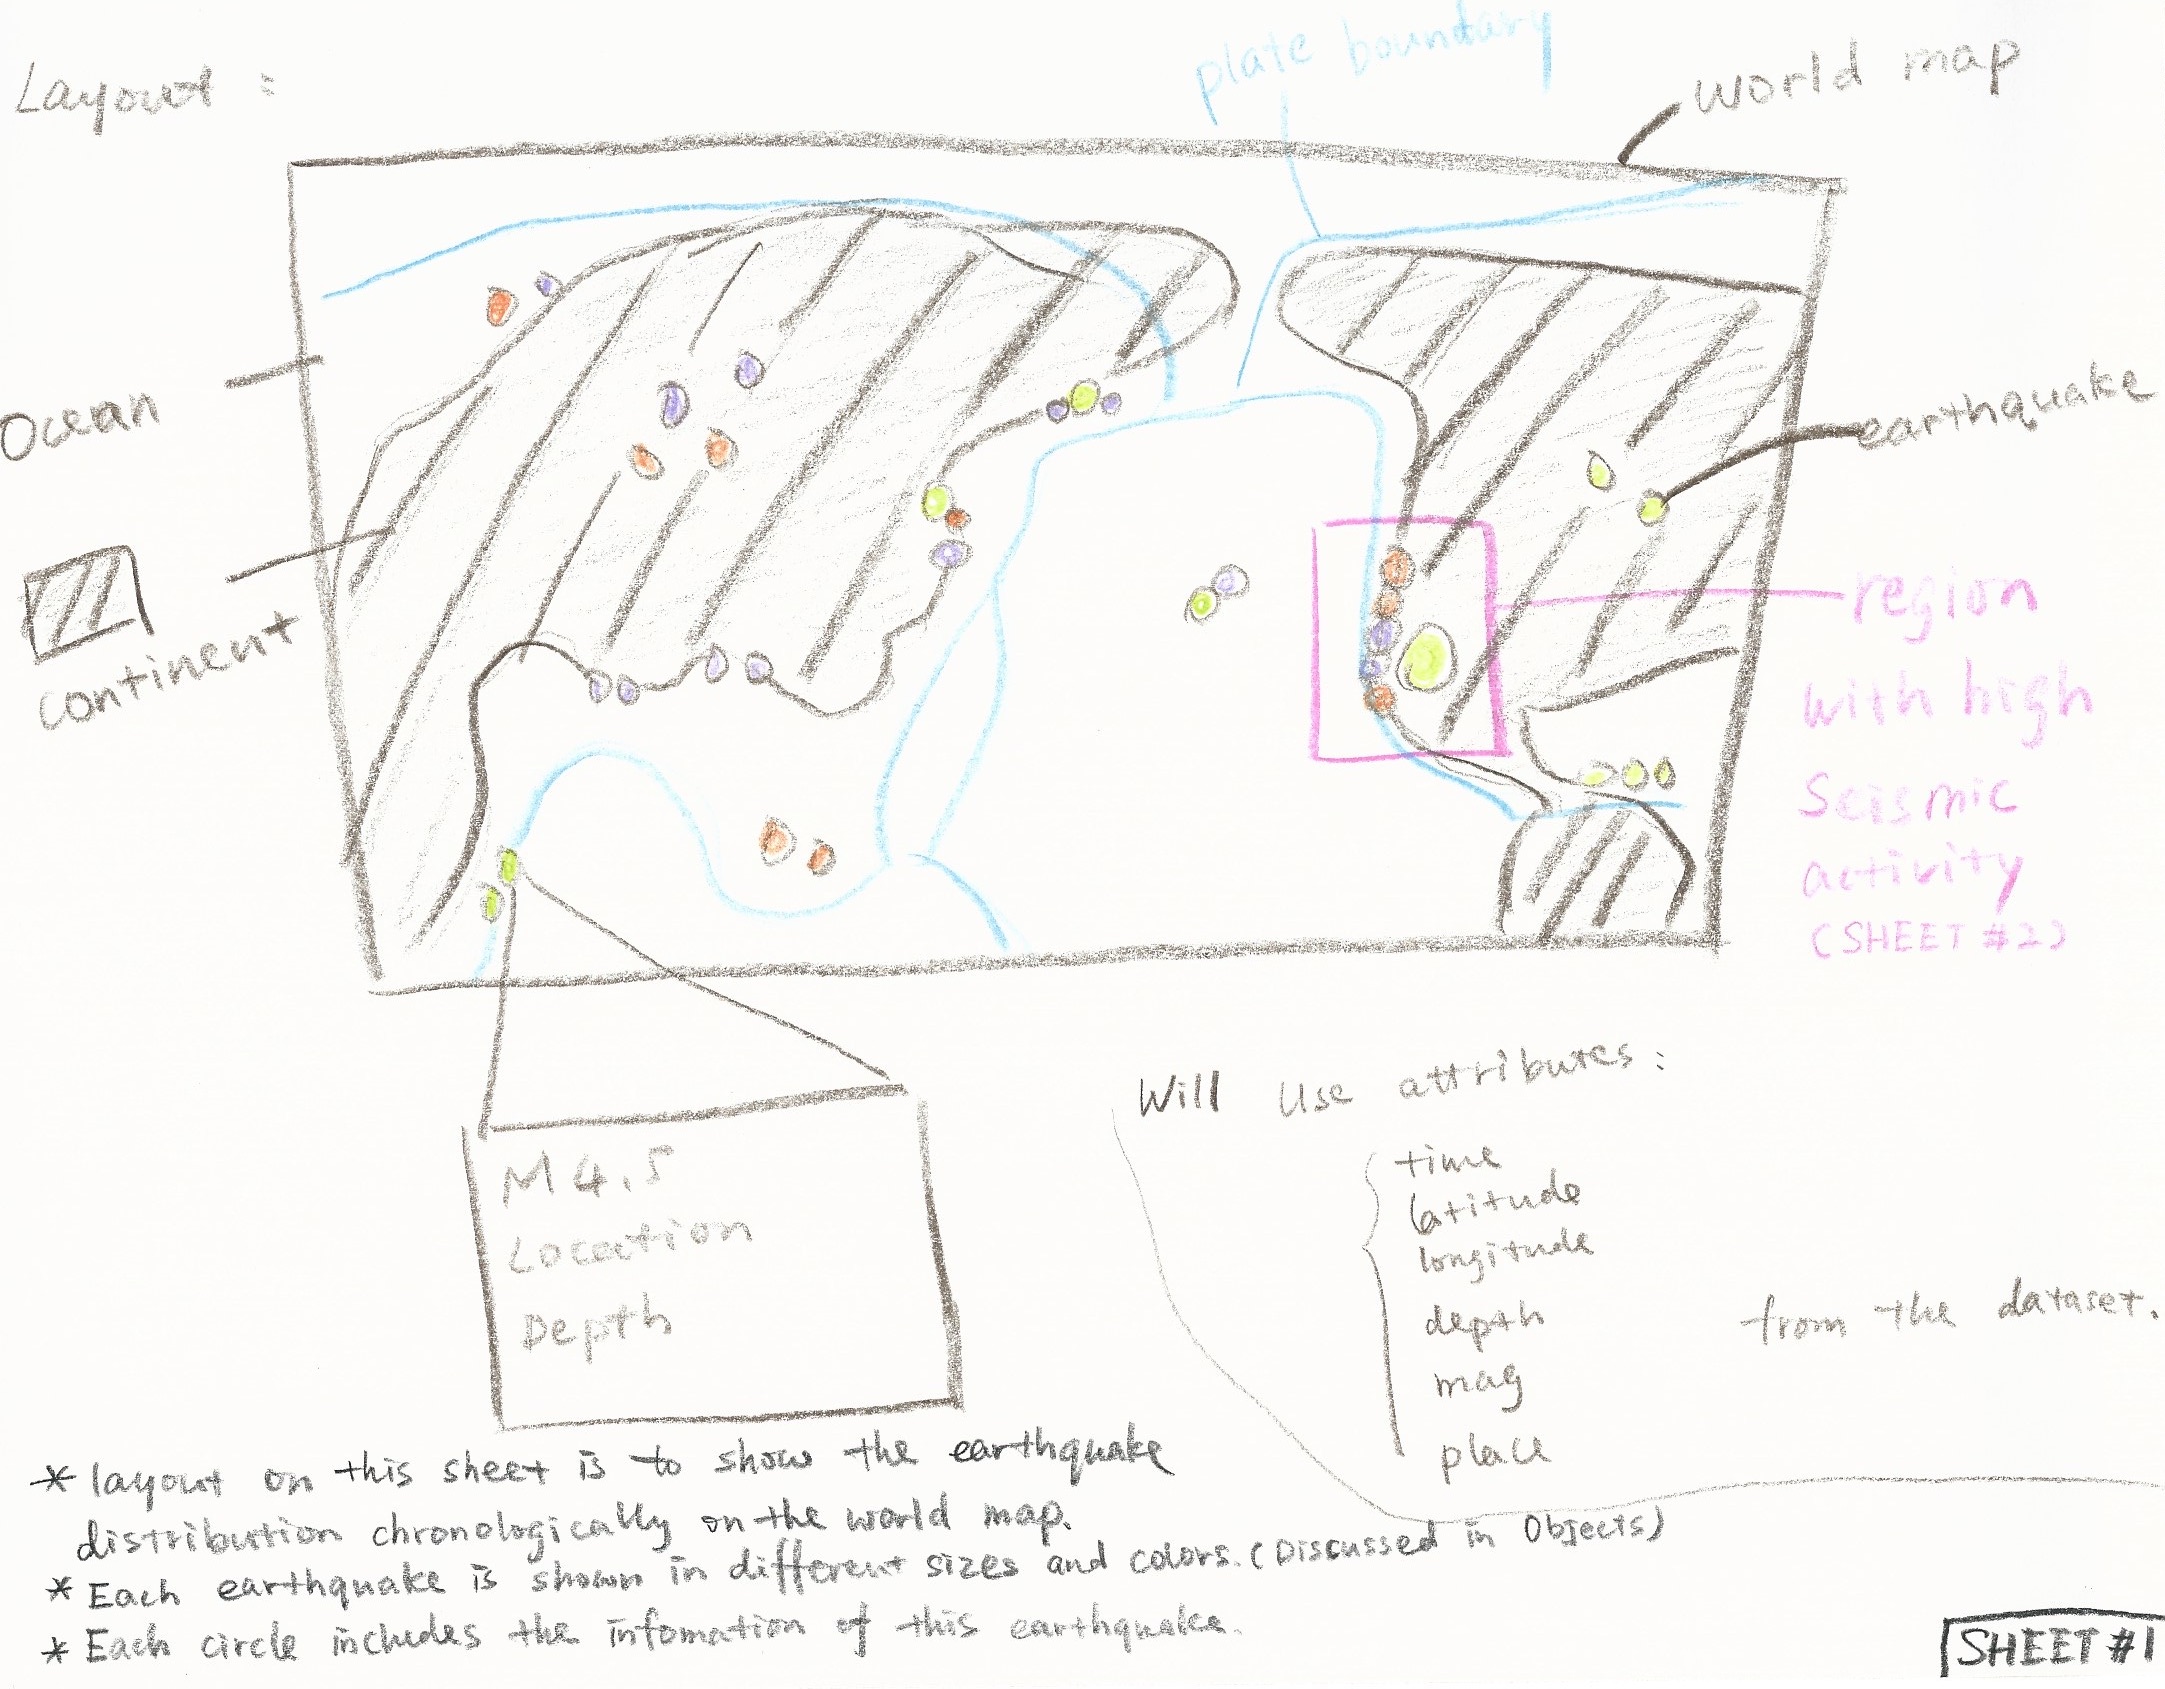 Layout :
plate boundary
world map
Ocean
continent
earthquake
region
with high
seismic
activity
(SHEET #2)
M 4.5
Location
Depth
Will use attributes :
time
latitude
longitude
depth
mag
place
from the dataset.
* layout on this sheet is to show the earthquake
distribution chronologically on the world map.
* Each earthquake is shown in different sizes and colors. (Discussed in Objects)
* Each circle includes the infomation of this earthquake.
SHEET #1